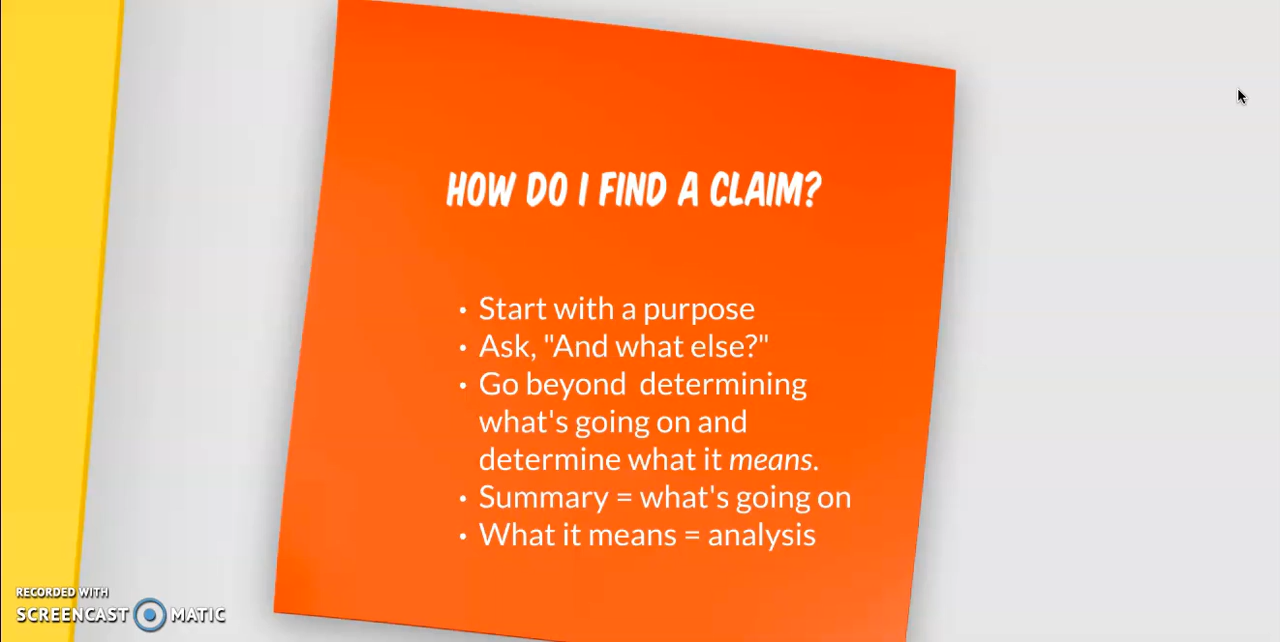 HOW DO I FIND A CLAIM?
• Start with a purpose
• Ask, "And what else?"
• Go beyond  determining
what's going on and
determine what it means.
• Summary = what's going on
• What it means = analysis
RECORDED WITH
SCREENCAST MATIC